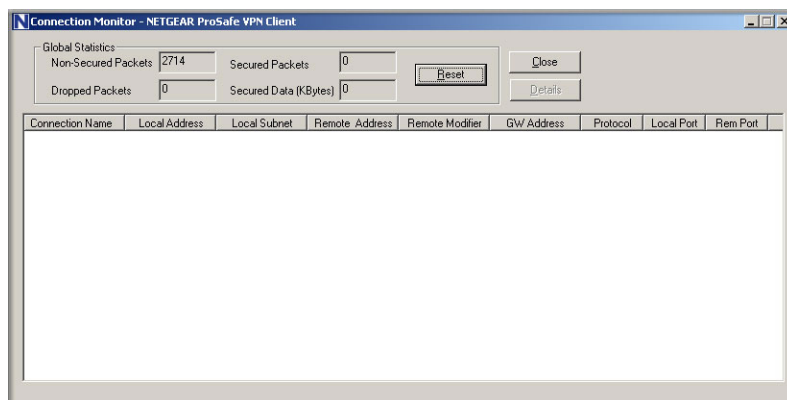 N Connection Monitor - NETGEAR ProSafe VPN Client
Global Statistics
Non-Secured Packets 2714 Secured Packets 0 Reset Close
Dropped Packets 0 Secured Data (KBytes) 0 Details
Connection Name Local Address Local Subnet Remote Address Remote Modifier GW Address Protocol Local Port Rem Port